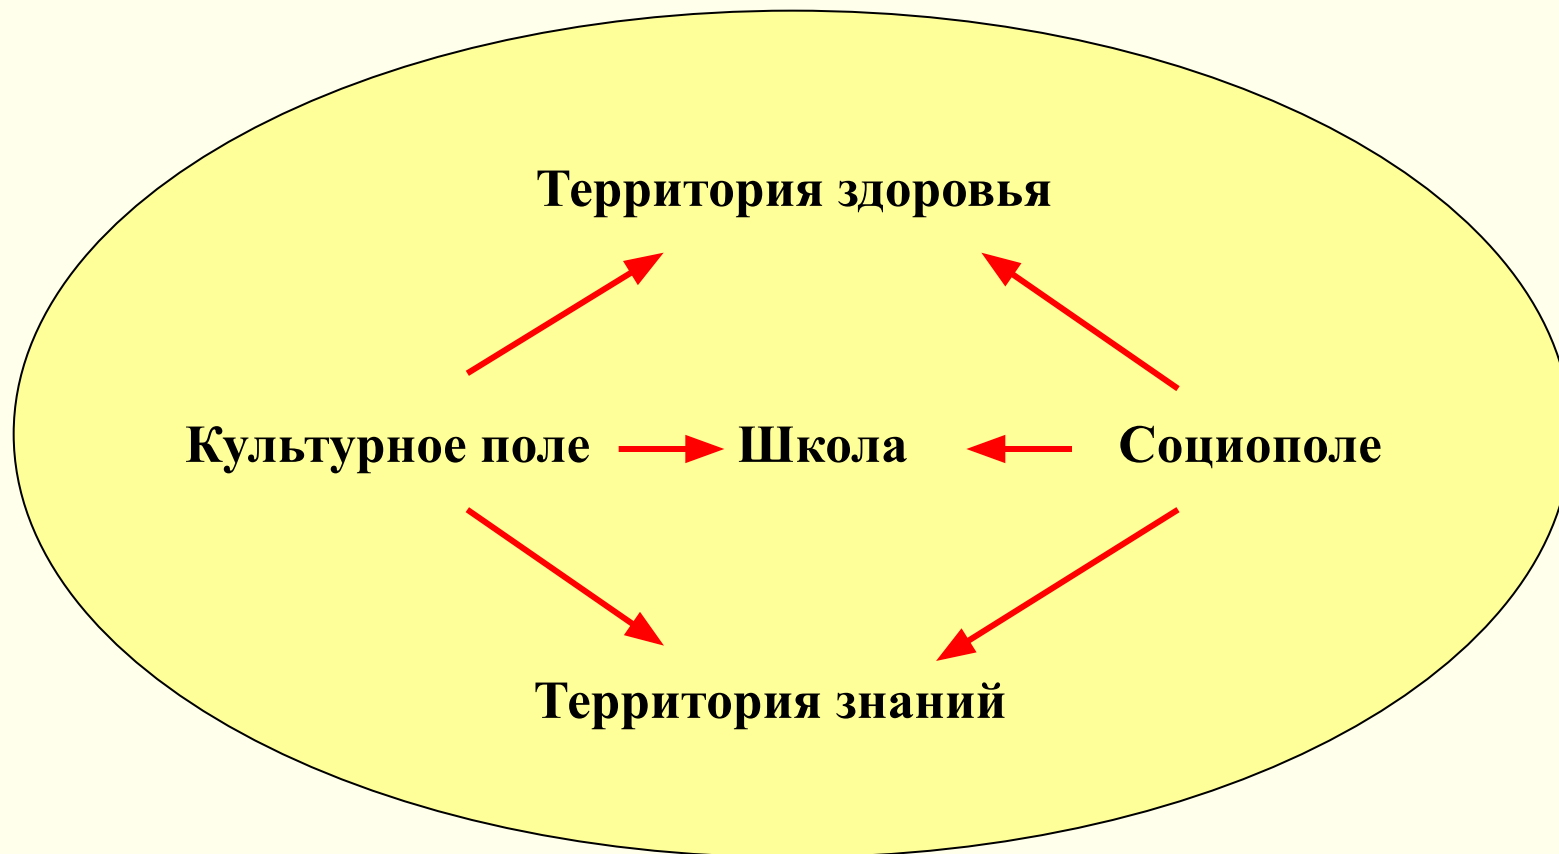 Территория здоровья
Культурное поле Школа Социополе
Территория знаний